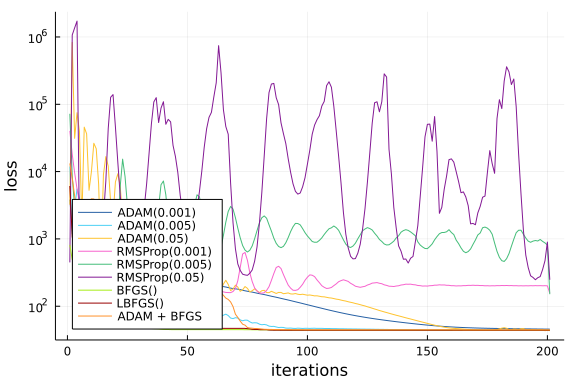 loss
10⁶
10⁵
10⁴
10³
10²
ADAM(0.001)
ADAM(0.005)
ADAM(0.05)
RMSProp(0.001)
RMSProp(0.005)
RMSProp(0.05)
BFGS()
LBFGS()
ADAM + BFGS
0 50 100 150 200
iterations